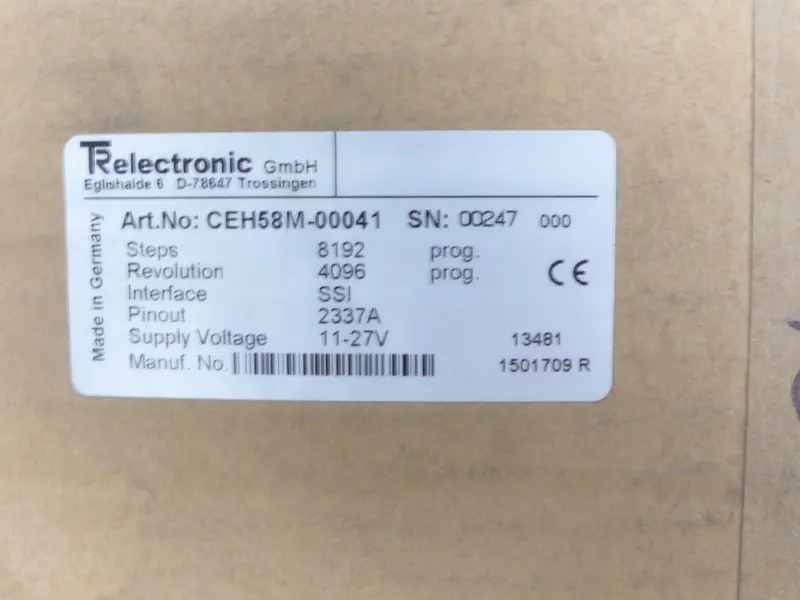 TRelectronic GmbH
Eglishalde 6 D-78647 Trossingen
Made in Germany
Art.No: CEH58M-00041 SN: 00247 000
Steps 8192 prog.
Revolution 4096 prog.
Interface SSI
Pinout 2337A
Supply Voltage 11-27V 13481
Manuf. No. 1501709 R
CE